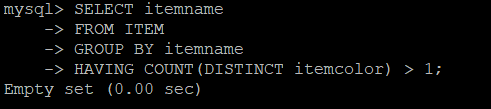 mysql> SELECT itemname
    -> FROM ITEM
    -> GROUP BY itemname
    -> HAVING COUNT(DISTINCT itemcolor) > 1;
Empty set (0.00 sec)